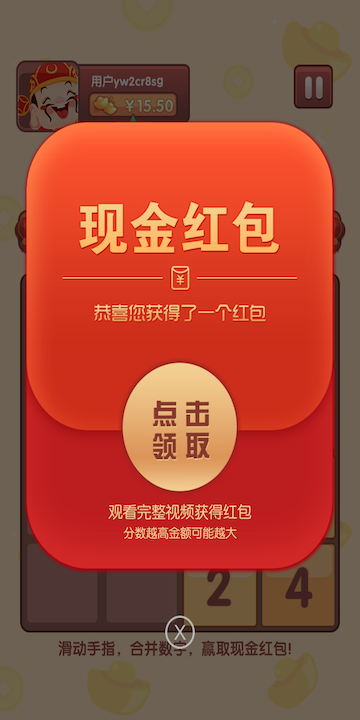 用户yw2cr8sg
¥15.50
现金红包
¥
恭喜您获得了一个红包
点击
领取
观看完整视频获得红包
分数越高金额可能越大
2 4
X
滑动手指，合并数字，赢取现金红包!